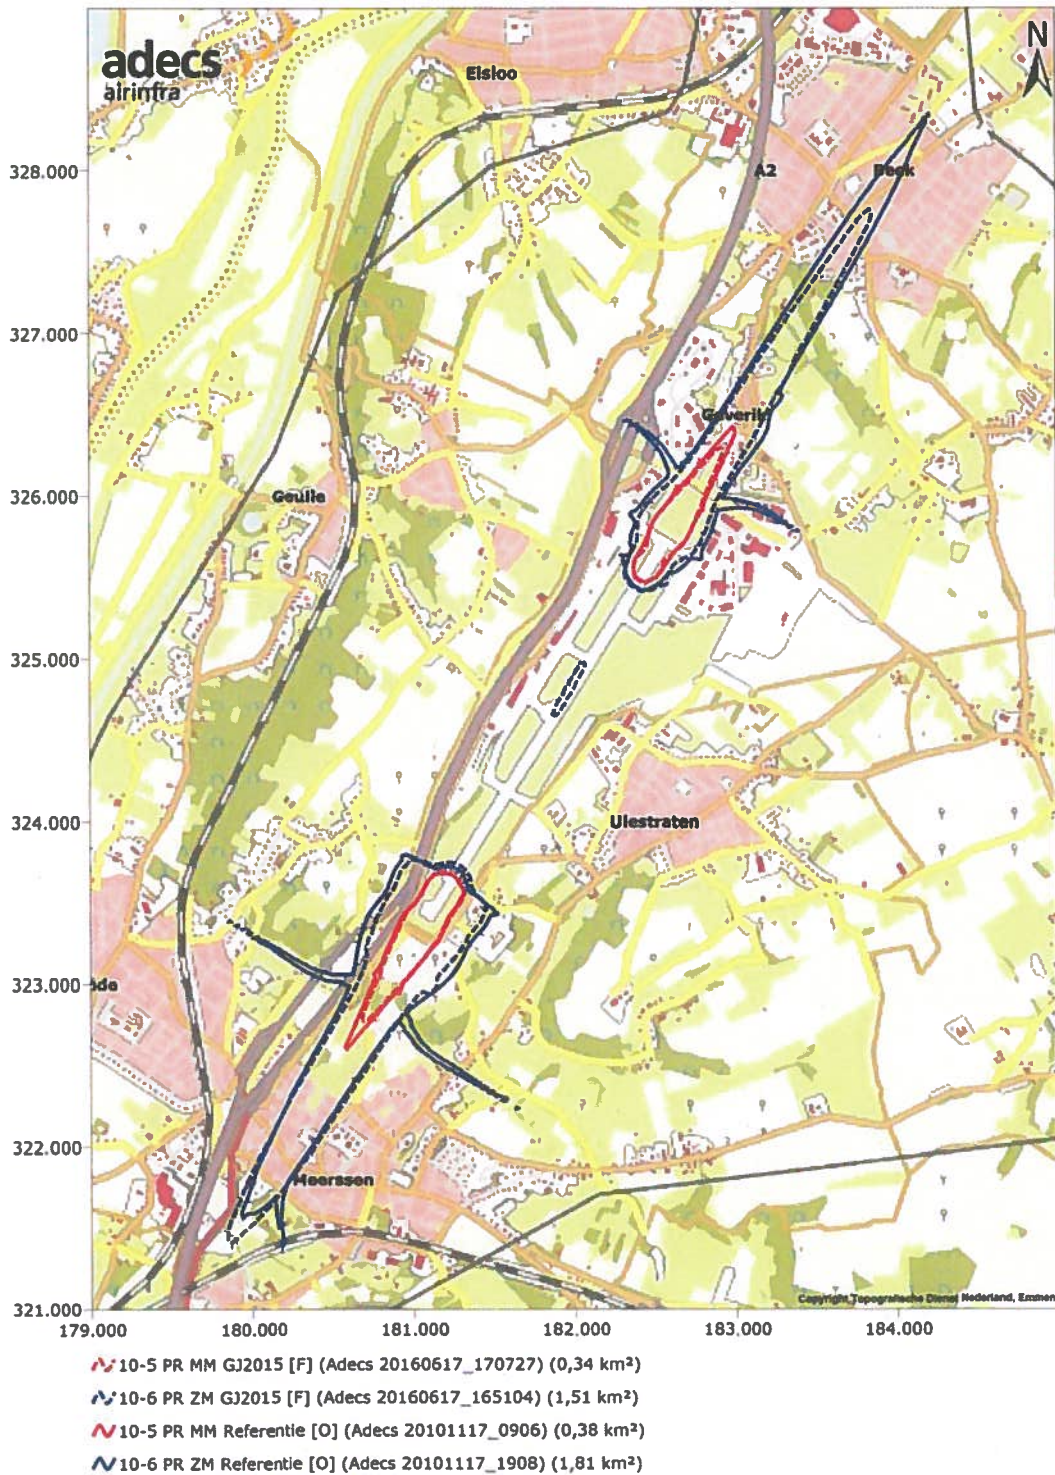 adecs
airinfra
N
Elsloo
328.000
A2
Beek
327.000
Geverik
326.000
Geulle
325.000
324.000
Ulestraten
323.000
ide
322.000
Meerssen
321.000
Copyright Topografische Dienst Nederland, Emmen
179.000 180.000 181.000 182.000 183.000 184.000
10-5 PR MM GJ2015 [F] (Adecs 20160617_170727) (0,34 km²)
10-6 PR ZM GJ2015 [F] (Adecs 20160617_165104) (1,51 km²)
10-5 PR MM Referentie [O] (Adecs 20101117_0906) (0,38 km²)
10-6 PR ZM Referentie [O] (Adecs 20101117_1908) (1,81 km²)